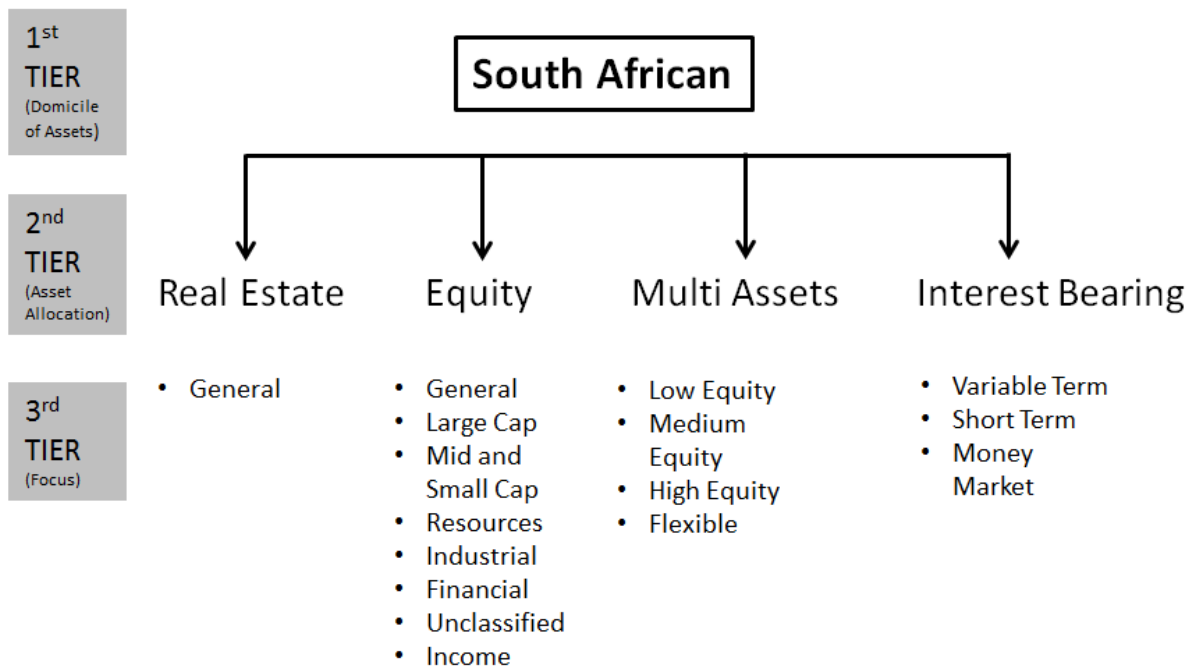 1st
TIER
(Domicile
of Assets)
South African
2nd
TIER
(Asset
Allocation)
Real Estate
Equity
Multi Assets
Interest Bearing
3rd
TIER
(Focus)
• General
• General
• Large Cap
• Mid and
Small Cap
• Resources
• Industrial
• Financial
• Unclassified
• Income
• Low Equity
• Medium
Equity
• High Equity
• Flexible
• Variable Term
• Short Term
• Money
Market